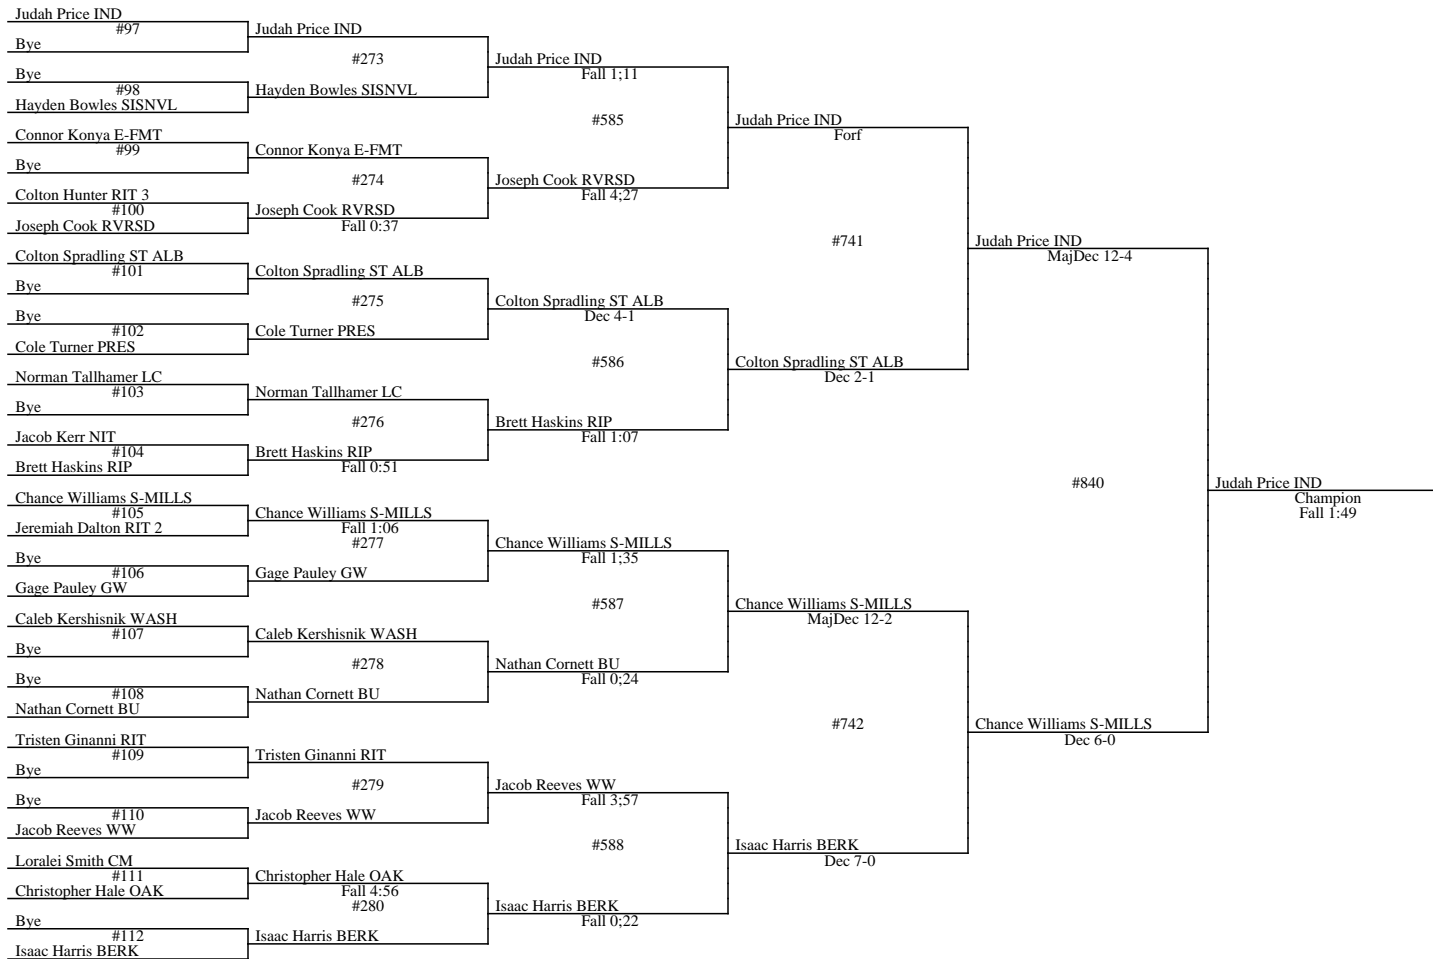 Judah Price IND
#97
Bye
Bye
#98
Hayden Bowles SISNVL
Connor Konya E-FMT
#99
Bye
Colton Hunter RIT 3
#100
Joseph Cook RVRSD
Colton Spradling ST ALB
#101
Bye
Bye
#102
Cole Turner PRES
Norman Tallhamer LC
#103
Bye
Jacob Kerr NIT
#104
Brett Haskins RIP
Chance Williams S-MILLS
#105
Jeremiah Dalton RIT 2
Bye
#106
Gage Pauley GW
Caleb Kershisnik WASH
#107
Bye
Bye
#108
Nathan Cornett BU
Tristen Ginanni RIT
#109
Bye
Bye
#110
Jacob Reeves WW
Loralei Smith CM
#111
Christopher Hale OAK
Bye
#112
Isaac Harris BERK
Judah Price IND
#273
Hayden Bowles SISNVL
Connor Konya E-FMT
#274
Joseph Cook RVRSD
Fall 0:37
Colton Spradling ST ALB
#275
Cole Turner PRES
Norman Tallhamer LC
#276
Brett Haskins RIP
Fall 0:51
Chance Williams S-MILLS
Fall 1:06
#277
Gage Pauley GW
Caleb Kershisnik WASH
#278
Nathan Cornett BU
Tristen Ginanni RIT
#279
Jacob Reeves WW
Christopher Hale OAK
Fall 4:56
#280
Isaac Harris BERK
Judah Price IND
Fall 1;11
#585
Joseph Cook RVRSD
Fall 4;27
Colton Spradling ST ALB
Dec 4-1
#586
Brett Haskins RIP
Fall 1:07
Chance Williams S-MILLS
Fall 1;35
#587
Nathan Cornett BU
Fall 0;24
Jacob Reeves WW
Fall 3;57
#588
Isaac Harris BERK
Fall 0;22
Judah Price IND
Forf
#741
Colton Spradling ST ALB
Dec 2-1
Chance Williams S-MILLS
MajDec 12-2
#742
Isaac Harris BERK
Dec 7-0
Judah Price IND
MajDec 12-4
#840
Chance Williams S-MILLS
Dec 6-0
Judah Price IND
Champion
Fall 1:49